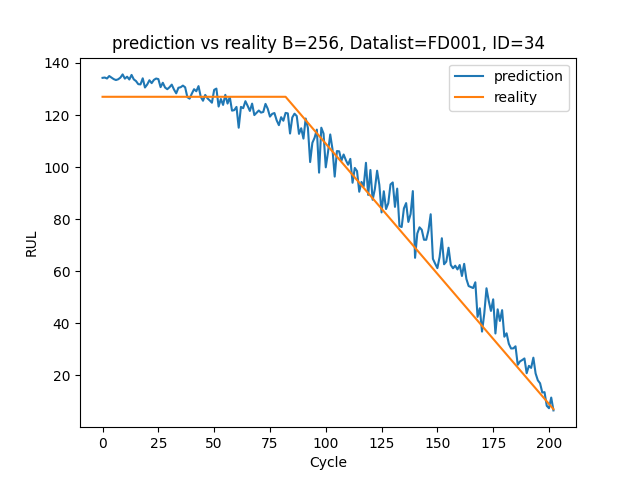 prediction vs reality B=256, Datalist=FD001, ID=34
prediction
reality
140
120
100
80
60
40
20
RUL
0 25 50 75 100 125 150 175 200
Cycle